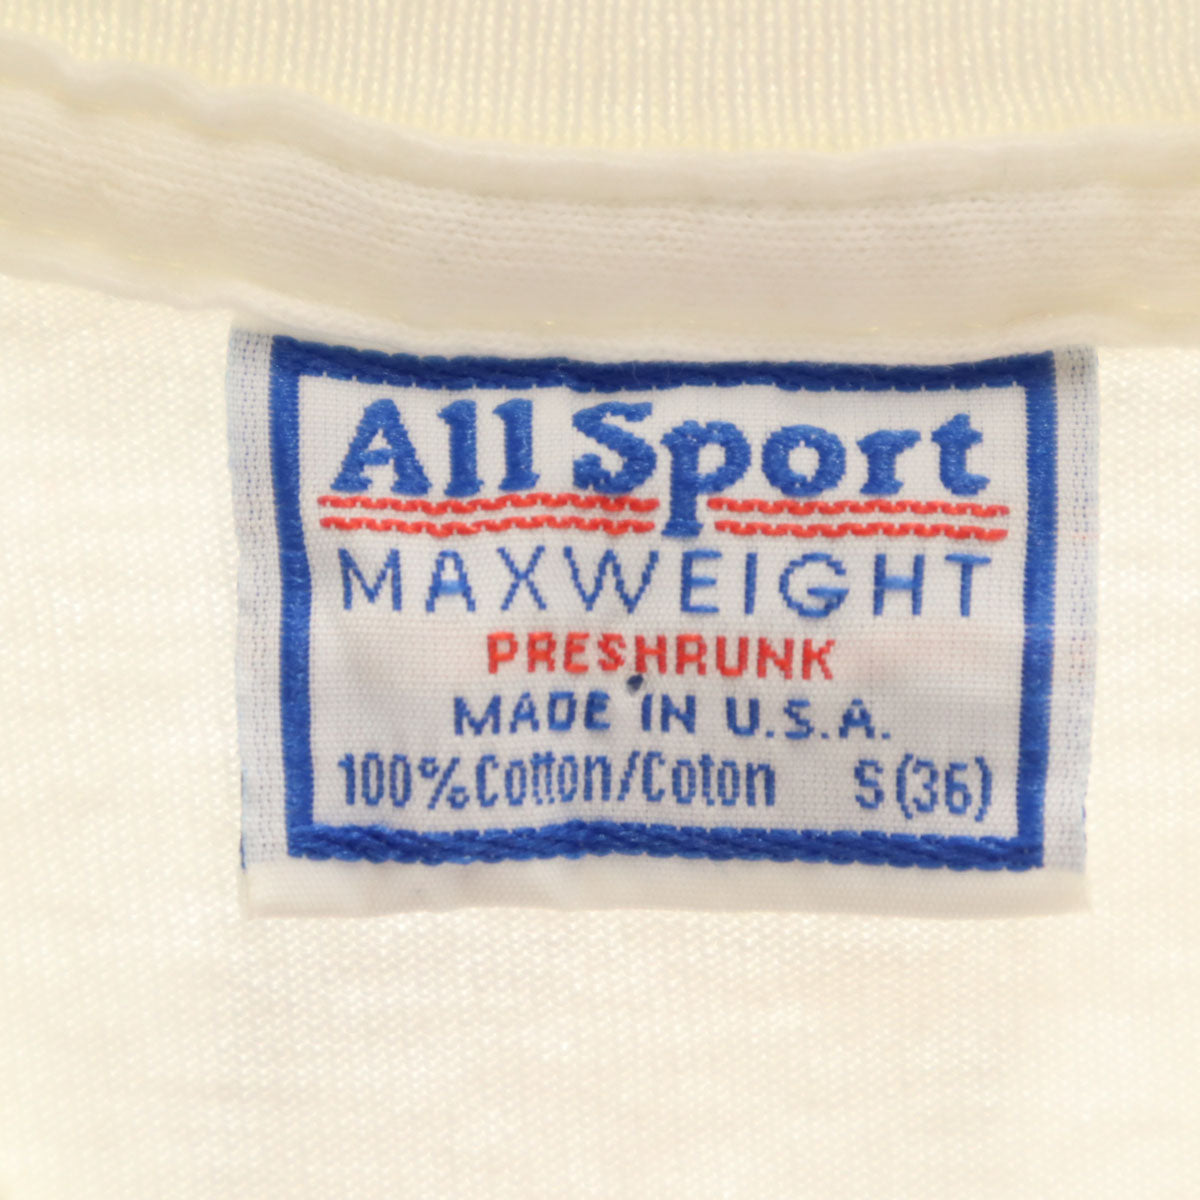 All Sport
MAXWEIGHT
PRESHRUNK
MADE IN U.S.A.
100% Cotton/Coton S(36)